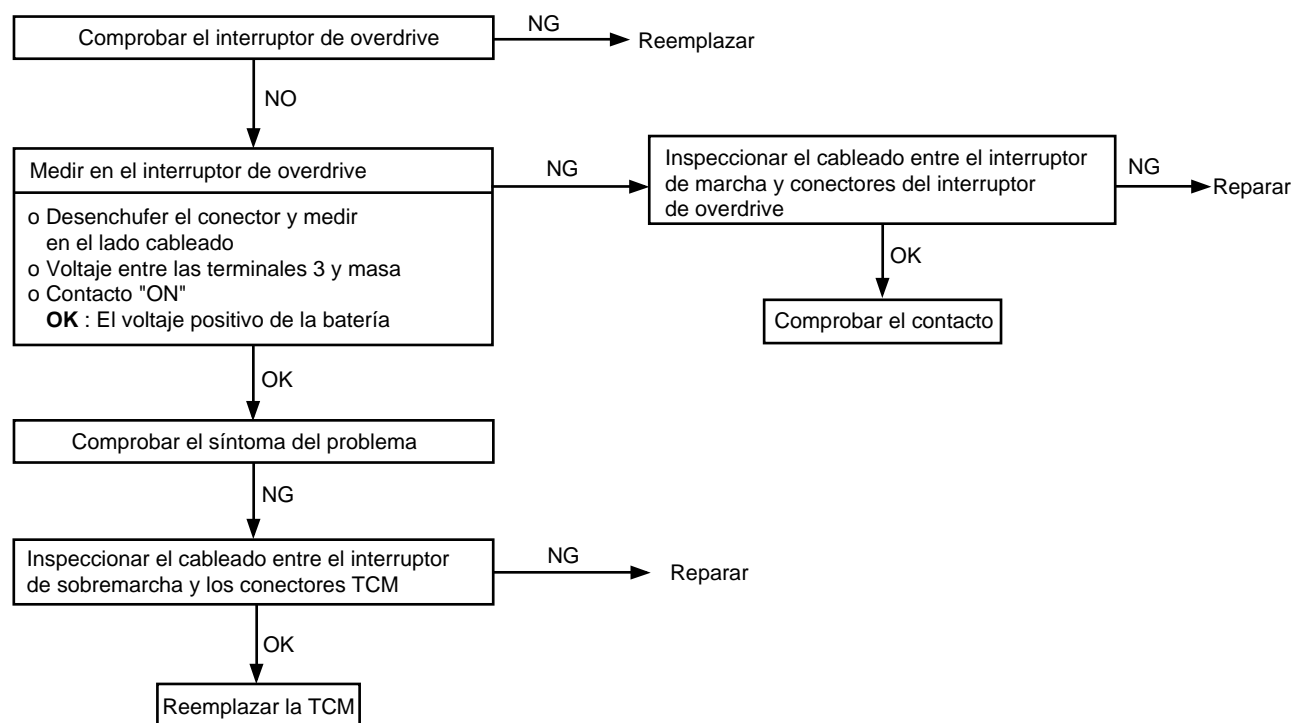 Comprobar el interruptor de overdrive
NG
Reemplazar
NO
Medir en el interruptor de overdrive
o Desenchufer el conector y medir
en el lado cableado
o Voltaje entre las terminales 3 y masa
o Contacto "ON"
OK : El voltaje positivo de la batería
NG
Inspeccionar el cableado entre el interruptor
de marcha y conectores del interruptor
de overdrive
NG
Reparar
OK
Comprobar el contacto
OK
Comprobar el síntoma del problema
NG
Inspeccionar el cableado entre el interruptor
de sobremarcha y los conectores TCM
NG
Reparar
OK
Reemplazar la TCM